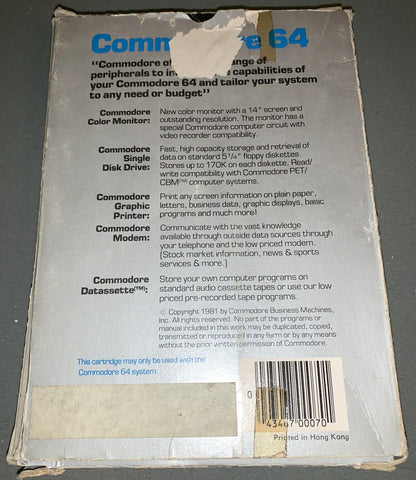 Commodore 64
"Commodore of nge of
peripherals to in e capabilities of
your Commodore 64 and tailor your system
to any need or budget"
Commodore Color Monitor:
New color monitor with a 14" screen and
outstanding resolution. The monitor has a
special Commodore computer circuit with
video recorder compatibility.
Commodore Single Disk Drive:
Fast, high capacity storage and retrieval of
data on standard 5¼" floppy diskettes.
Stores up to 170K on each diskette. Read/
write compatibility with Commodore PET/
CBM™ computer systems.
Commodore Graphic Printer:
Print any screen information on plain paper,
letters, business data, graphic displays, basic
programs and much more!
Commodore Modem:
Communicate with the vast knowledge
available through outside data sources through
your telephone and the low priced modem.
(Stock market information, news & sports
services & more.)
Commodore Datassette(TM):
Store your own computer programs on
standard audio cassette tapes or use our low
priced pre-recorded tape programs.
© Copyright 1981 by Commodore Business Machines,
Inc. All rights reserved. No part of the programs or
manual included in this work may be duplicated, copied,
transmitted or reproduced in any form or by any means
without the prior written permission of Commodore.
This cartridge may only be used with the
Commodore 64 system.
0
43467 00070
Printed in Hong Kong